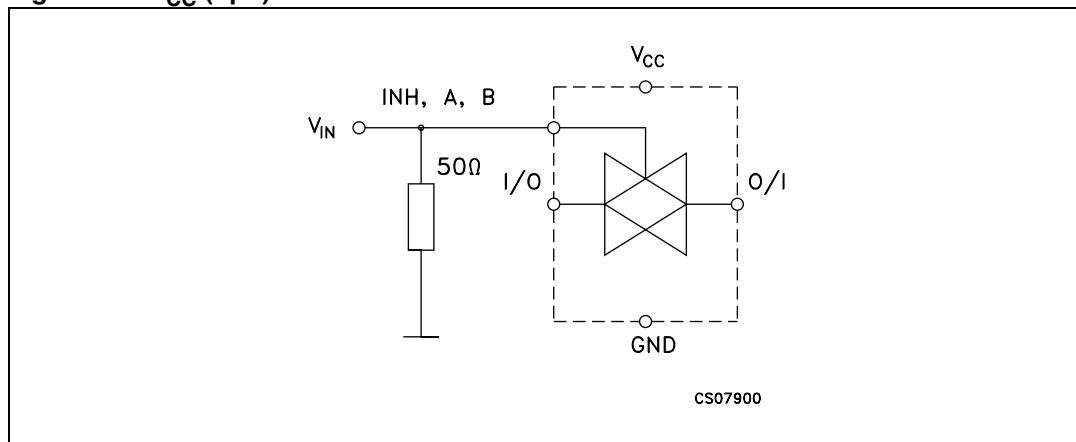 V_CC
INH, A, B
V_IN
50Ω
I/O
O/I
GND
CS07900